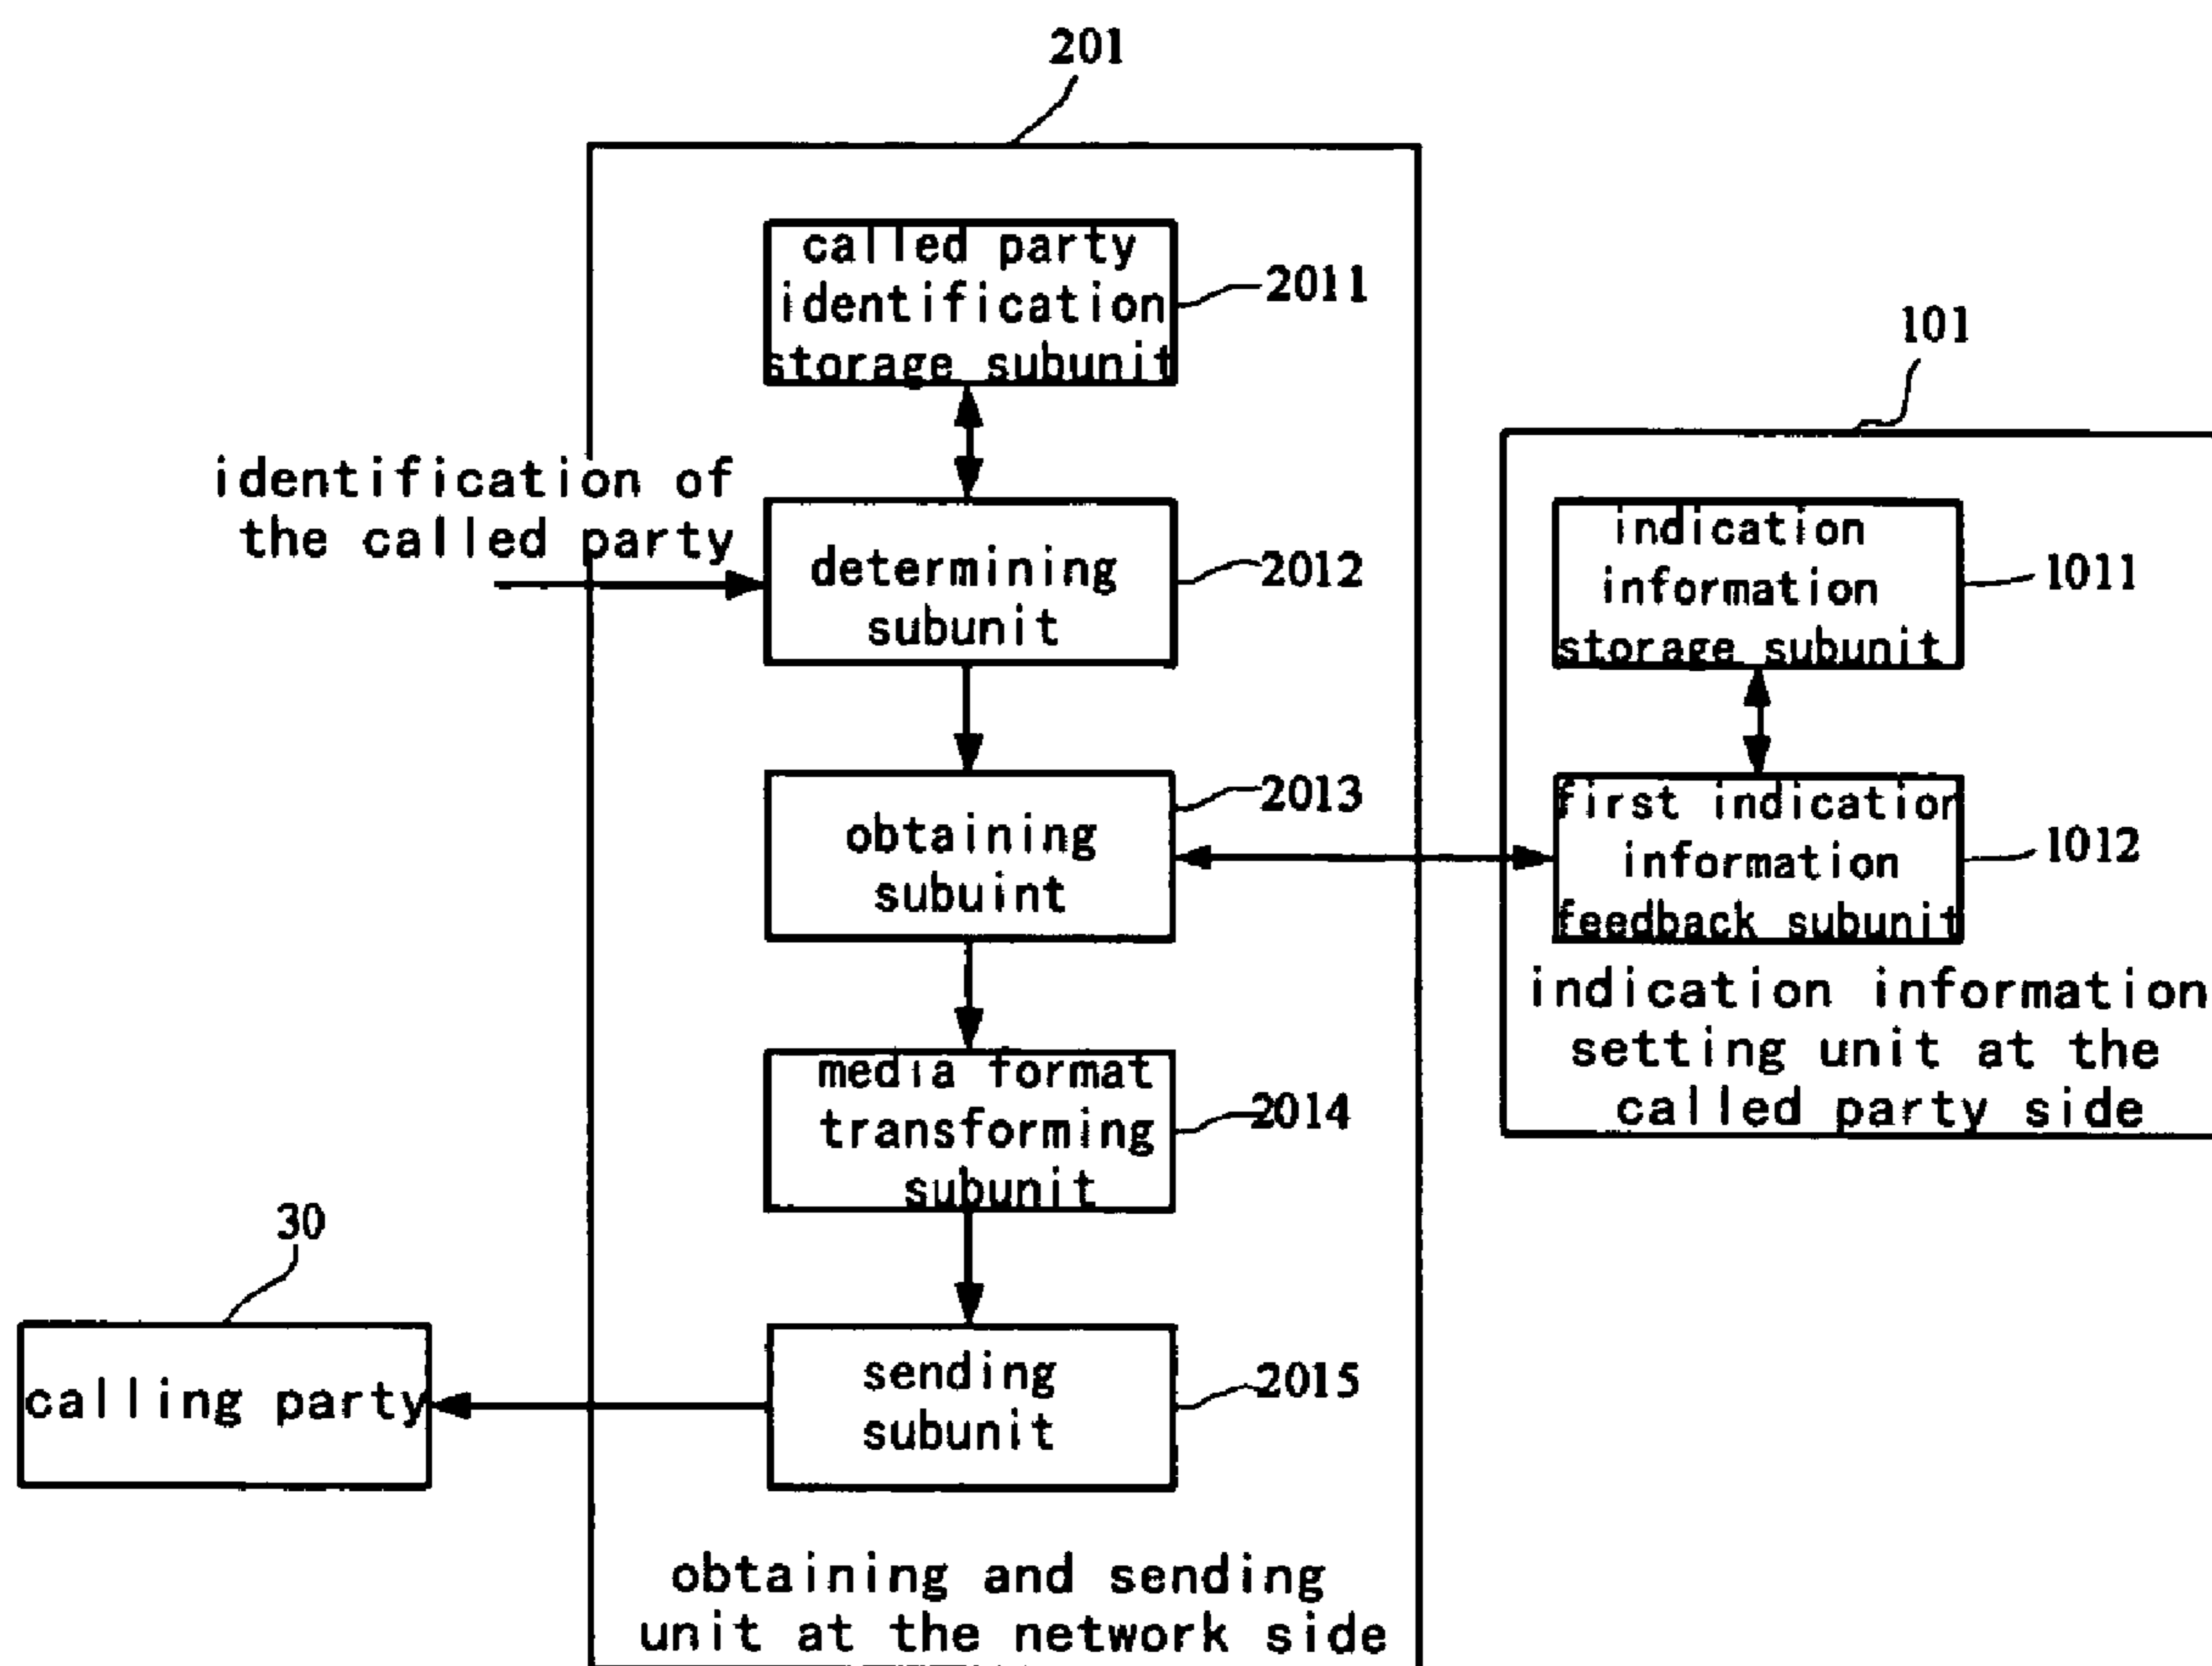 201
called party
identification
storage subunit
2011
identification of
the called party
determining
subunit
2012
obtaining
subuint
2013
media format
transforming
subunit
2014
sending
subunit
2015
obtaining and sending
unit at the network side
30
calling party
101
indication
information
storage subunit
1011
first indication
information
feedback subunit
1012
indication information
setting unit at the
called party side